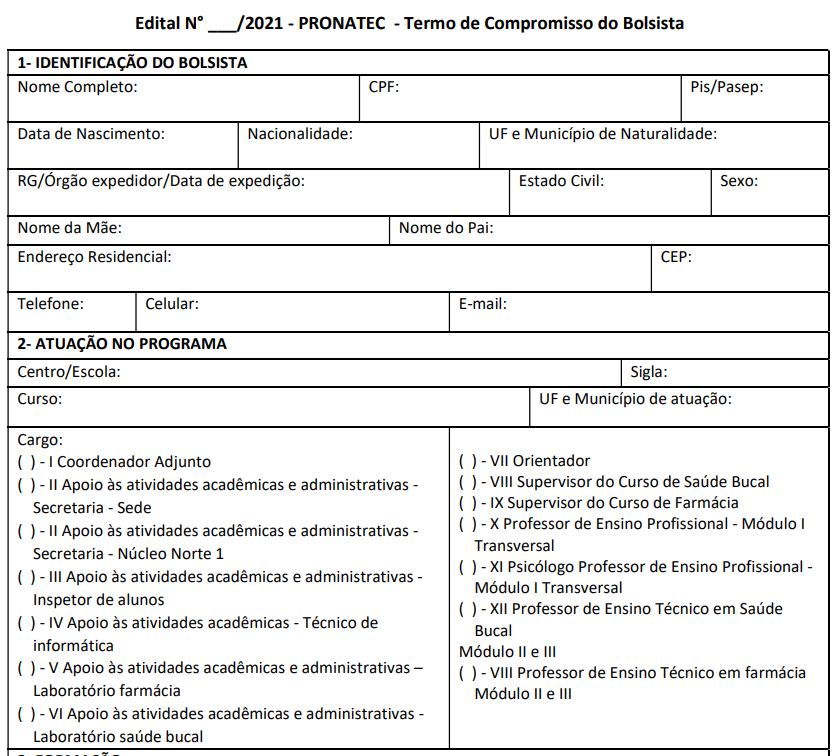 Edital N° ___/2021 - PRONATEC - Termo de Compromisso do Bolsista
1- IDENTIFICAÇÃO DO BOLSISTA
Nome Completo: CPF: Pis/Pasep:
Data de Nascimento: Nacionalidade: UF e Município de Naturalidade:
RG/Órgão expedidor/Data de expedição: Estado Civil: Sexo:
Nome da Mãe: Nome do Pai:
Endereço Residencial: CEP:
Telefone: Celular: E-mail:
2- ATUAÇÃO NO PROGRAMA
Centro/Escola: Sigla:
Curso: UF e Município de atuação:
Cargo:
( ) - I Coordenador Adjunto
( ) - II Apoio às atividades acadêmicas e administrativas -
Secretaria - Sede
( ) - II Apoio às atividades acadêmicas e administrativas -
Secretaria - Núcleo Norte 1
( ) - III Apoio às atividades acadêmicas e administrativas -
Inspetor de alunos
( ) - IV Apoio às atividades acadêmicas - Técnico de
informática
( ) - V Apoio às atividades acadêmicas e administrativas –
Laboratório farmácia
( ) - VI Apoio às atividades acadêmicas e administrativas -
Laboratório saúde bucal
( ) - VII Orientador
( ) - VIII Supervisor do Curso de Saúde Bucal
( ) - IX Supervisor do Curso de Farmácia
( ) - X Professor de Ensino Profissional - Módulo I
Transversal
( ) - XI Psicólogo Professor de Ensino Profissional -
Módulo I Transversal
( ) - XII Professor de Ensino Técnico em Saúde
Bucal
Módulo II e III
( ) - VIII Professor de Ensino Técnico em farmácia
Módulo II e III